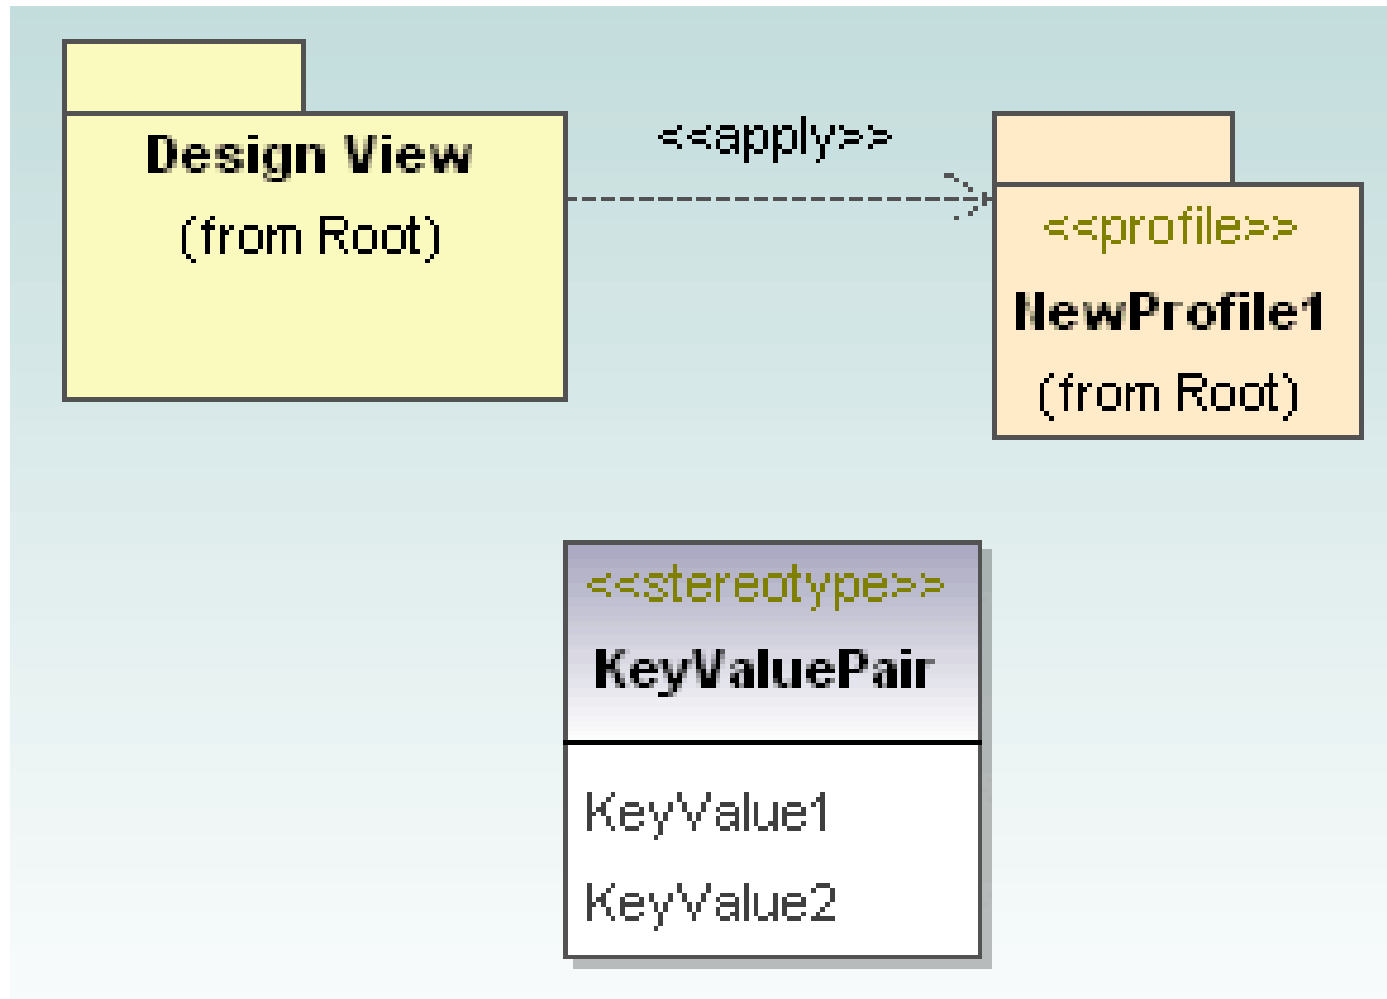 Design View
(from Root)
<<apply>>
<<profile>>
NewProfile1
(from Root)
<<stereotype>>
KeyValuePair
KeyValue1
KeyValue2